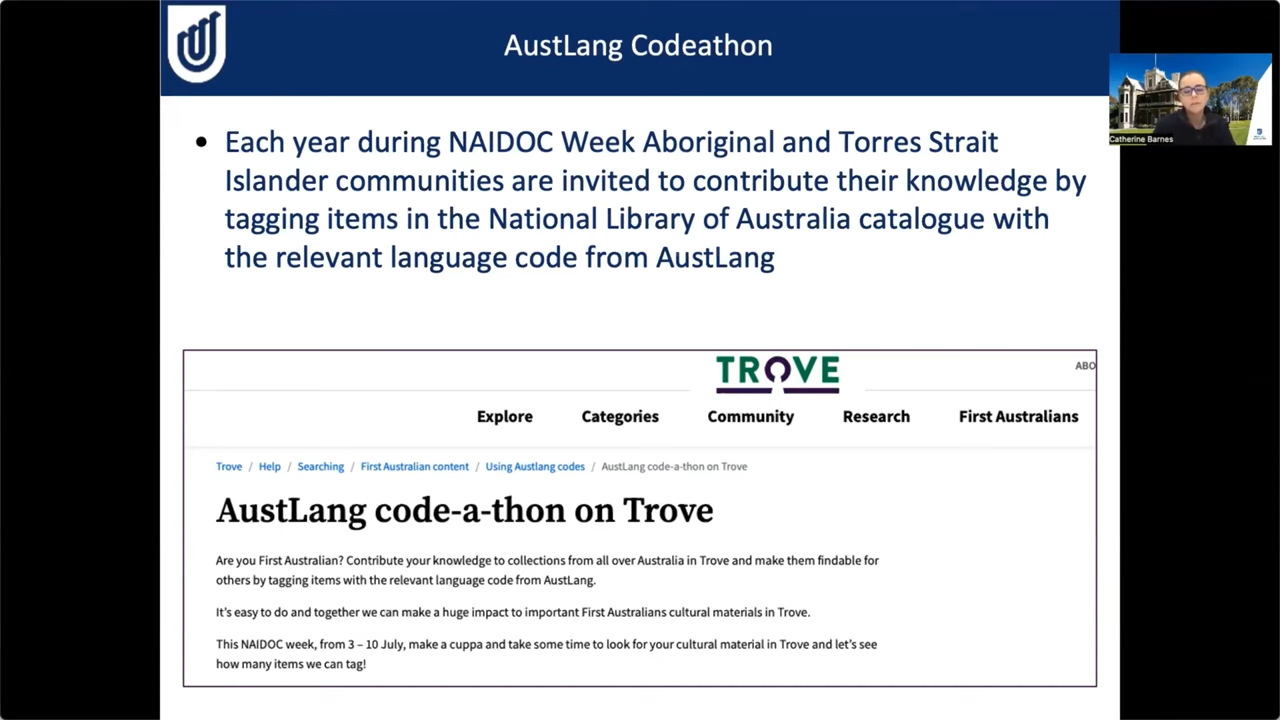 AustLang Codeathon
Catherine Barnes
• Each year during NAIDOC Week Aboriginal and Torres Strait
Islander communities are invited to contribute their knowledge by
tagging items in the National Library of Australia catalogue with
the relevant language code from AustLang
TROVE
ABO
Explore Categories Community Research First Australians
Trove / Help / Searching / First Australian content / Using Austlang codes / AustLang code-a-thon on Trove
AustLang code-a-thon on Trove
Are you First Australian? Contribute your knowledge to collections from all over Australia in Trove and make them findable for
others by tagging items with the relevant language code from AustLang.
It's easy to do and together we can make a huge impact to important First Australians cultural materials in Trove.
This NAIDOC week, from 3 – 10 July, make a cuppa and take some time to look for your cultural material in Trove and let's see
how many items we can tag!